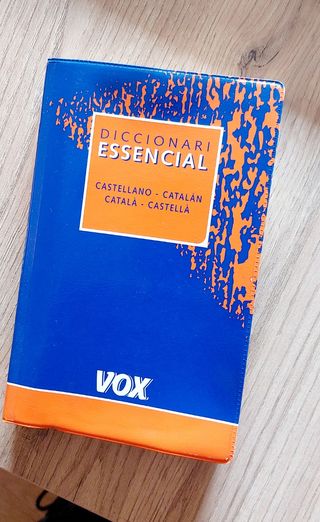 DICCIONARI
ESSENCIAL
CASTELLANO - CATALÁN
CATALÀ - CASTELLÀ
VOX